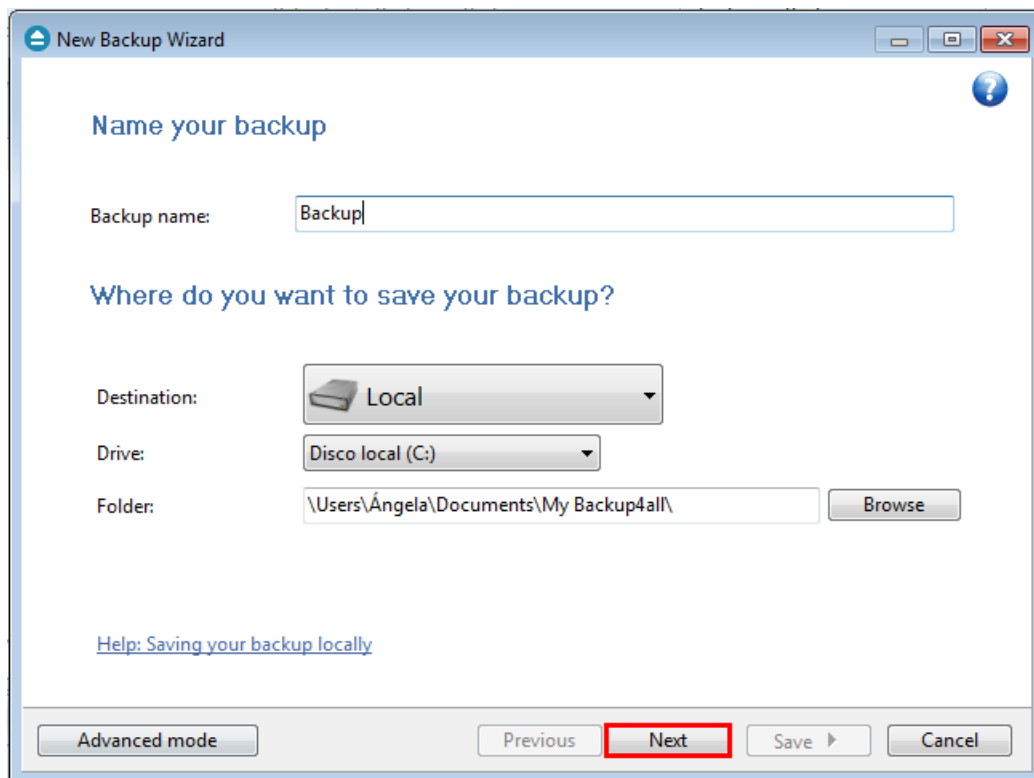 New Backup Wizard
Name your backup
Backup name: Backup
Where do you want to save your backup?
Destination: Local
Drive: Disco local (C:)
Folder: \Users\Ángela\Documents\My Backup4all\ Browse
Help: Saving your backup locally
Advanced mode Previous Next Save Cancel